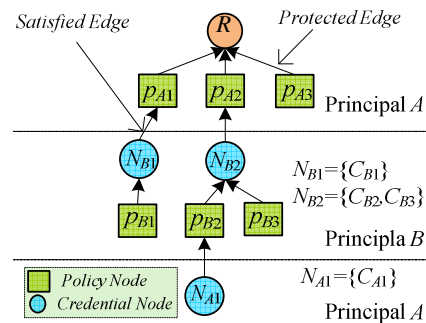 Satisfied Edge
Protected Edge
R
pA1 pA2 pA3
Principal A
NB1 NB2
NB1={CB1}
NB2={CB2,CB3}
pB1 pB2 pB3
Principla B
Policy Node
Credential Node
NA1
NA1={CA1}
Principal A